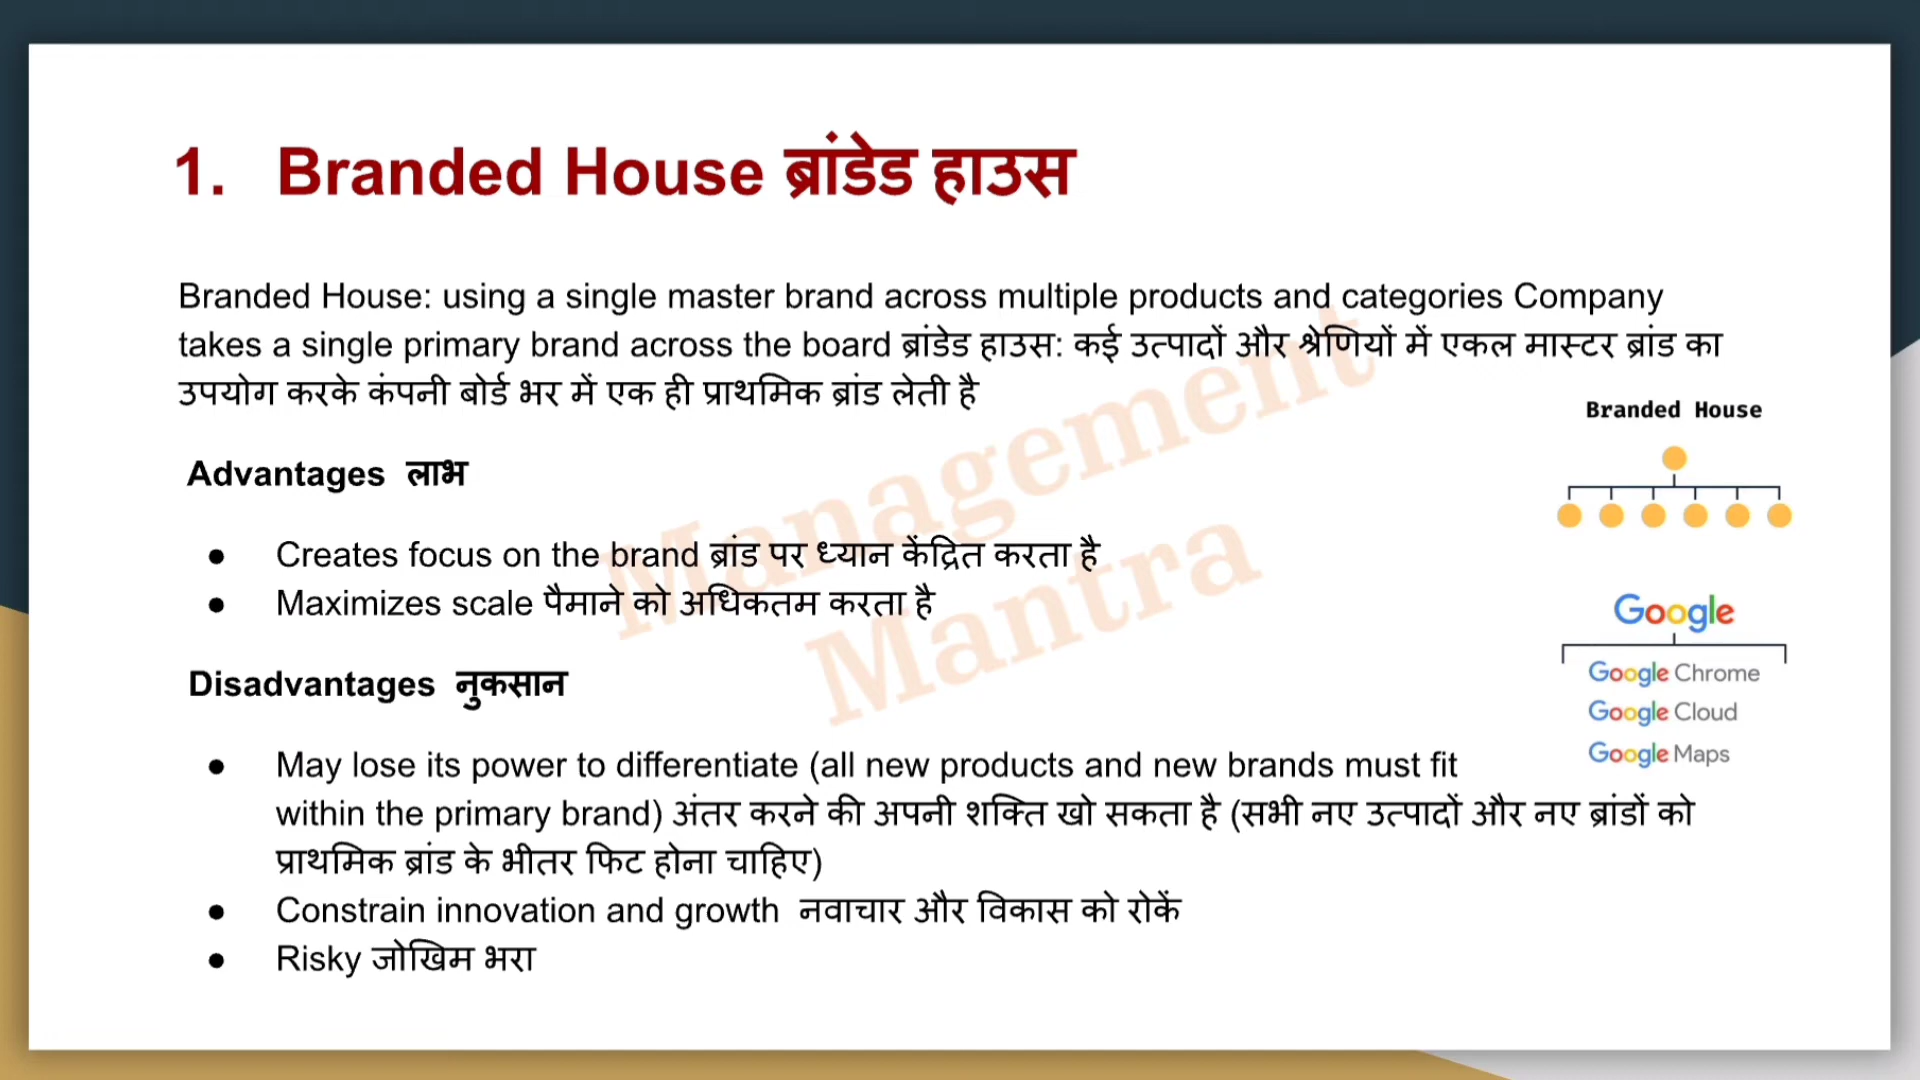 1. Branded House ब्रांडेड हाउस
Branded House: using a single master brand across multiple products and categories Company
takes a single primary brand across the board ब्रांडेड हाउस: कई उत्पादों और श्रेणियों में एकल मास्टर ब्रांड का
उपयोग करके कंपनी बोर्ड भर में एक ही प्राथमिक ब्रांड लेती है
Advantages लाभ
● Creates focus on the brand ब्रांड पर ध्यान केंद्रित करता है
● Maximizes scale पैमाने को अधिकतम करता है
Disadvantages नुकसान
● May lose its power to differentiate (all new products and new brands must fit
within the primary brand) अंतर करने की अपनी शक्ति खो सकता है (सभी नए उत्पादों और नए ब्रांडों को
प्राथमिक ब्रांड के भीतर फिट होना चाहिए)
● Constrain innovation and growth नवाचार और विकास को रोकें
● Risky जोखिम भरा
Branded House
Google
Google Chrome
Google Cloud
Google Maps
Management
Mantra